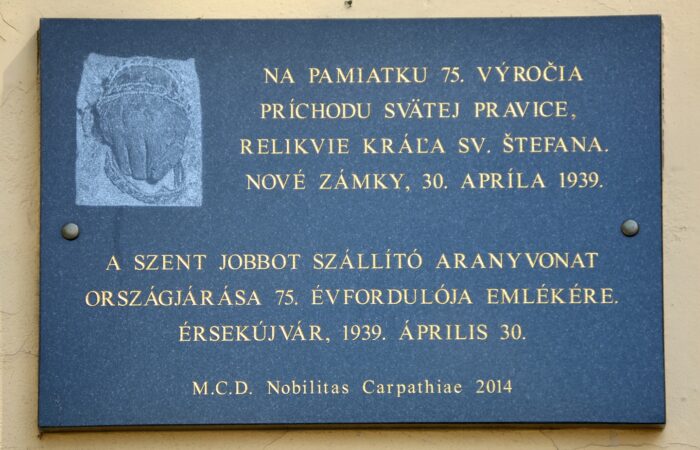 NA PAMIATKU 75. VÝROČIA
PRÍCHODU SVÄTEJ PRAVICE,
RELIKVIE KRÁĽA SV. ŠTEFANA.
NOVÉ ZÁMKY, 30. APRÍLA 1939.
A SZENT JOBBOT SZÁLLÍTÓ ARANYVONAT
ORSZÁGJÁRÁSA 75. ÉVFORDULÓJA EMLÉKÉRE.
ÉRSEKÚJVÁR, 1939. ÁPRILIS 30.
M.C.D. Nobilitas Carpathiae 2014